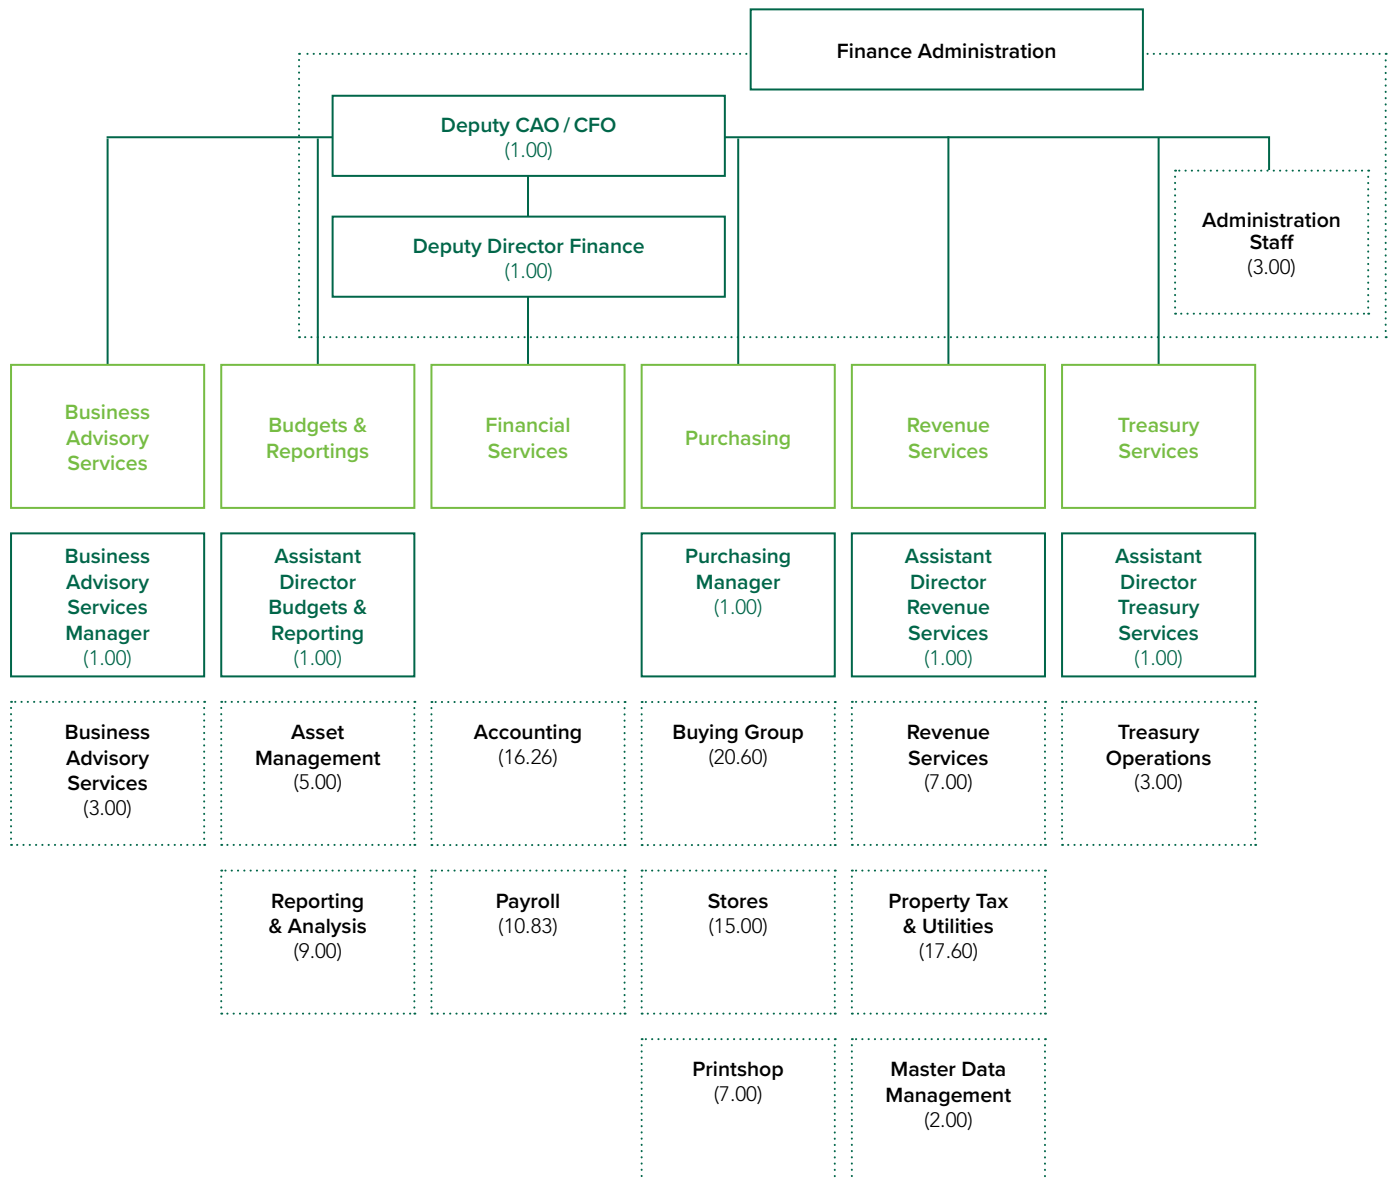 Finance Administration
Deputy CAO / CFO
(1.00)
Deputy Director Finance
(1.00)
Administration
Staff
(3.00)
Business
Advisory
Services
Budgets &
Reportings
Financial
Services
Purchasing
Revenue
Services
Treasury
Services
Business
Advisory
Services
Manager
(1.00)
Assistant
Director
Budgets &
Reporting
(1.00)
Purchasing
Manager
(1.00)
Assistant
Director
Revenue
Services
(1.00)
Assistant
Director
Treasury
Services
(1.00)
Business
Advisory
Services
(3.00)
Asset
Management
(5.00)
Accounting
(16.26)
Buying Group
(20.60)
Revenue
Services
(7.00)
Treasury
Operations
(3.00)
Reporting
& Analysis
(9.00)
Payroll
(10.83)
Stores
(15.00)
Property Tax
& Utilities
(17.60)
Printshop
(7.00)
Master Data
Management
(2.00)